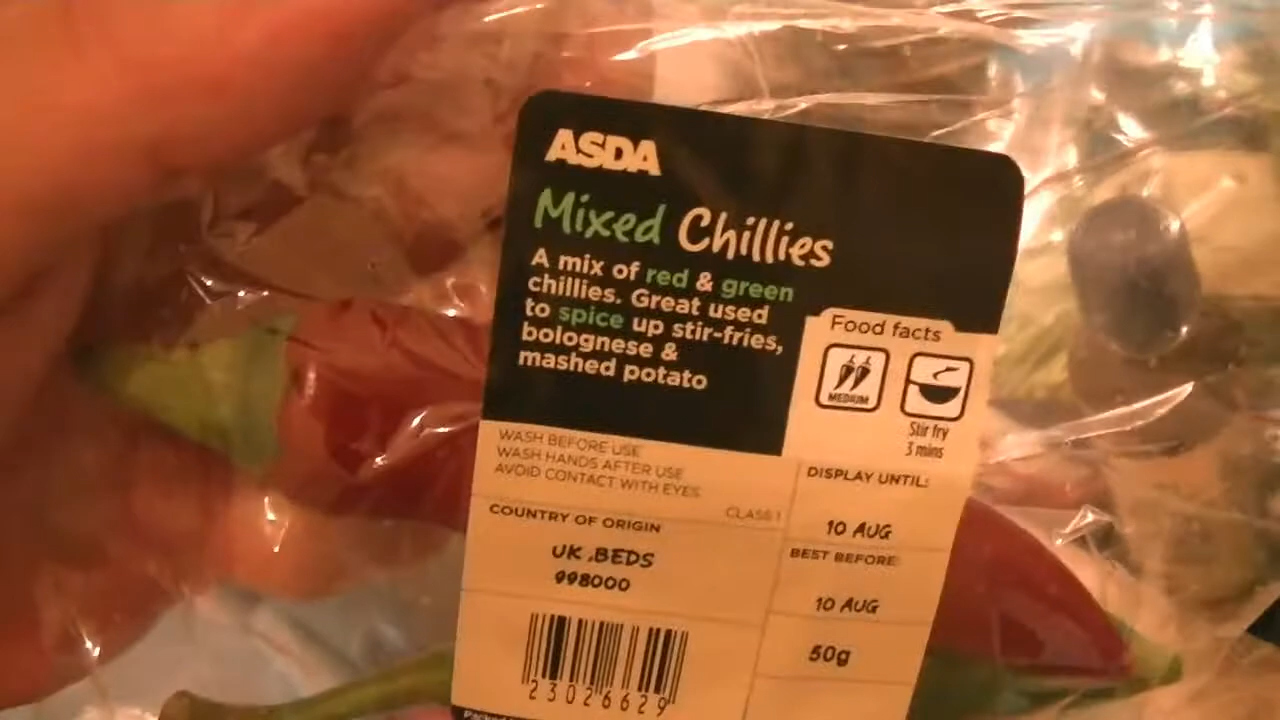 ASDA
Mixed Chillies
A mix of red & green
chillies. Great used
to spice up stir-fries,
bolognese &
mashed potato
Food facts
MEDIUM
Stir fry
3 mins
WASH BEFORE USE
WASH HANDS AFTER USE
AVOID CONTACT WITH EYES
CLASS 1
DISPLAY UNTIL:
10 AUG
COUNTRY OF ORIGIN
UK .BEDS
998000
BEST BEFORE
10 AUG
50g
23026629
Packed